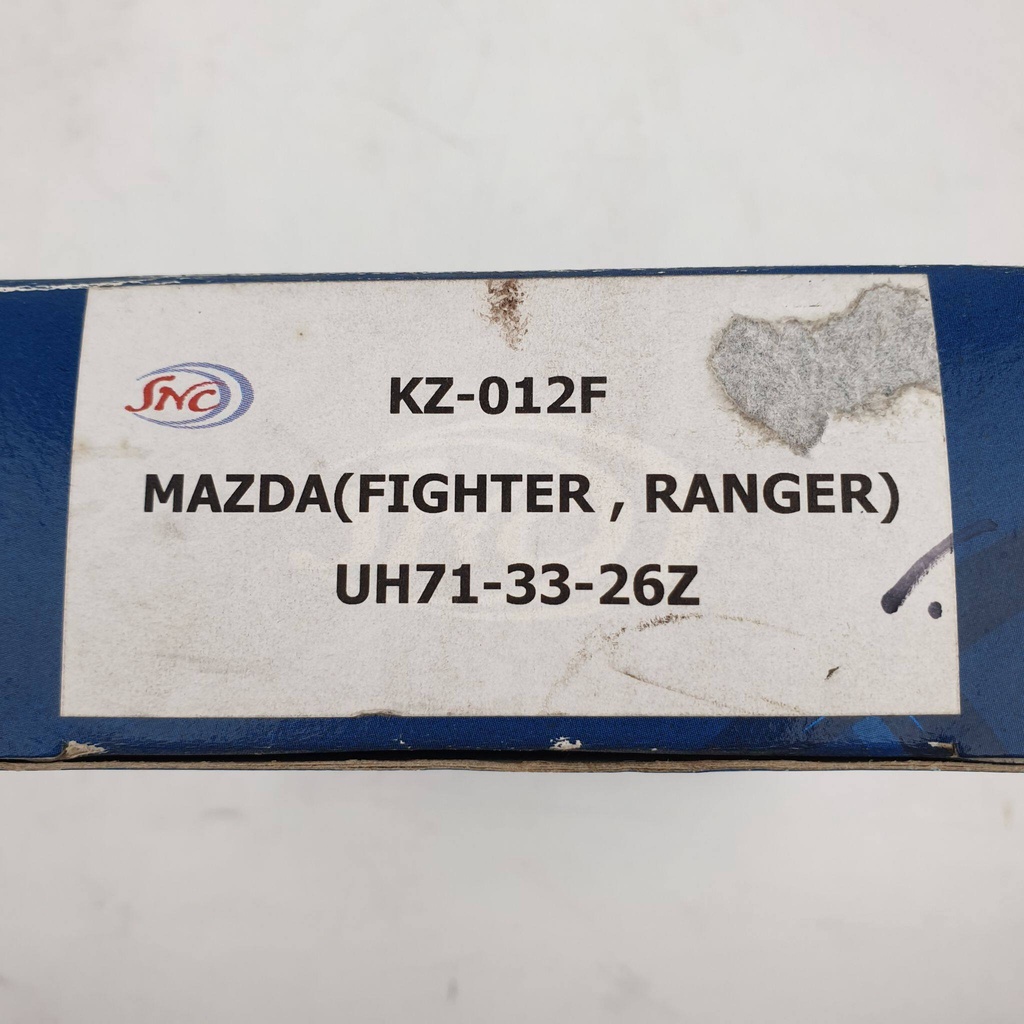 SNC
KZ-012F
MAZDA(FIGHTER , RANGER)
UH71-33-26Z